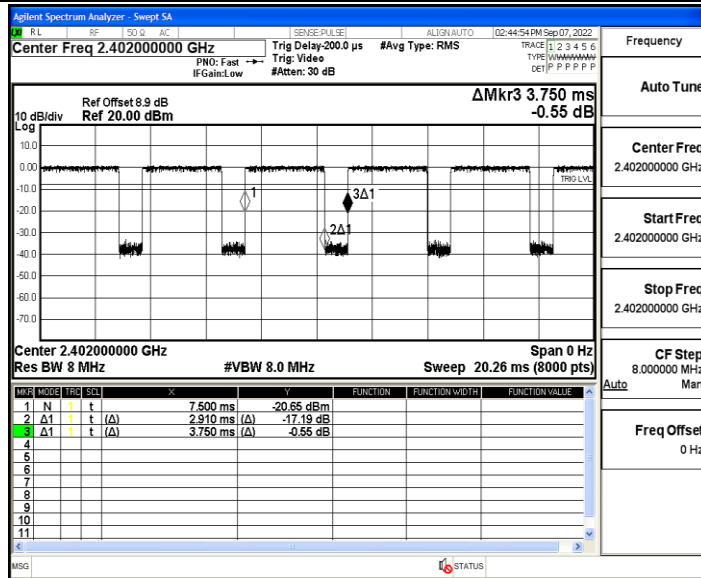 Agilent Spectrum Analyzer - Swept SA
RL RF 50 Ω AC SENSE:PULSE ALIGN AUTO 02:44:54 PM Sep 07, 2022
Center Freq 2.402000000 GHz
PNO: Fast
IFGain:Low
Trig Delay-200.0 µs
Trig: Video
#Atten: 30 dB
#Avg Type: RMS
TRACE 1 2 3 4 5 6
TYPE WWWWWW
DET P P P P P P
10 dB/div
Log
Ref Offset 8.9 dB
Ref 20.00 dBm
ΔMkr3 3.750 ms
-0.55 dB
10.0
0.00
-10.0
-20.0
-30.0
-40.0
-50.0
-60.0
-70.0
TRIG LVL
1
3Δ1
2Δ1
Center 2.402000000 GHz Span 0 Hz
Res BW 8 MHz #VBW 8.0 MHz Sweep 20.26 ms (8000 pts)
MKR MODE TRC SCL X Y FUNCTION FUNCTION WIDTH FUNCTION VALUE
1 N 1 t 7.500 ms -20.65 dBm
2 Δ1 1 t (Δ) 2.910 ms (Δ) -17.19 dB
3 Δ1 1 t (Δ) 3.750 ms (Δ) -0.55 dB
4
5
6
7
8
9
10
11
MSG STATUS
Frequency
Auto Tune
Center Freq
2.402000000 GHz
Start Freq
2.402000000 GHz
Stop Freq
2.402000000 GHz
CF Step
8.000000 MHz
Auto Man
Freq Offset
0 Hz